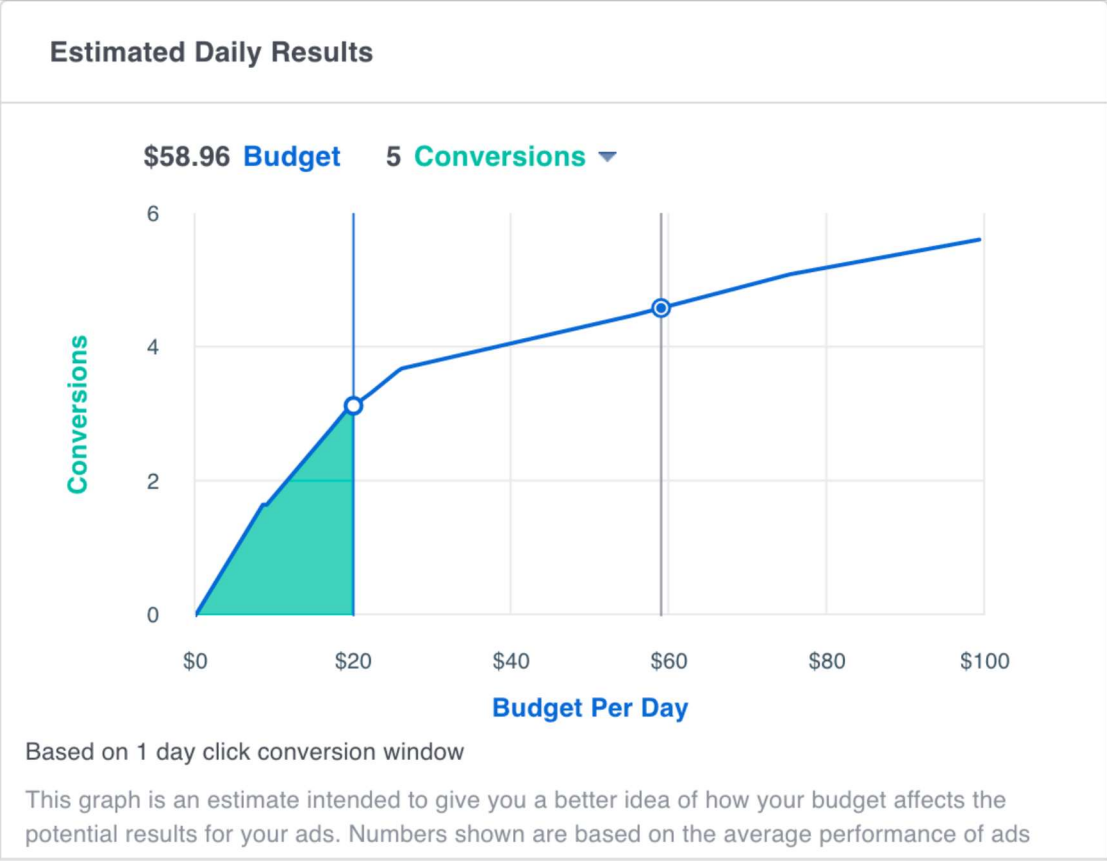 Estimated Daily Results
$58.96 Budget 5 Conversions
6
4
2
0
Conversions
$0 $20 $40 $60 $80 $100
Budget Per Day
Based on 1 day click conversion window
This graph is an estimate intended to give you a better idea of how your budget affects the
potential results for your ads. Numbers shown are based on the average performance of ads